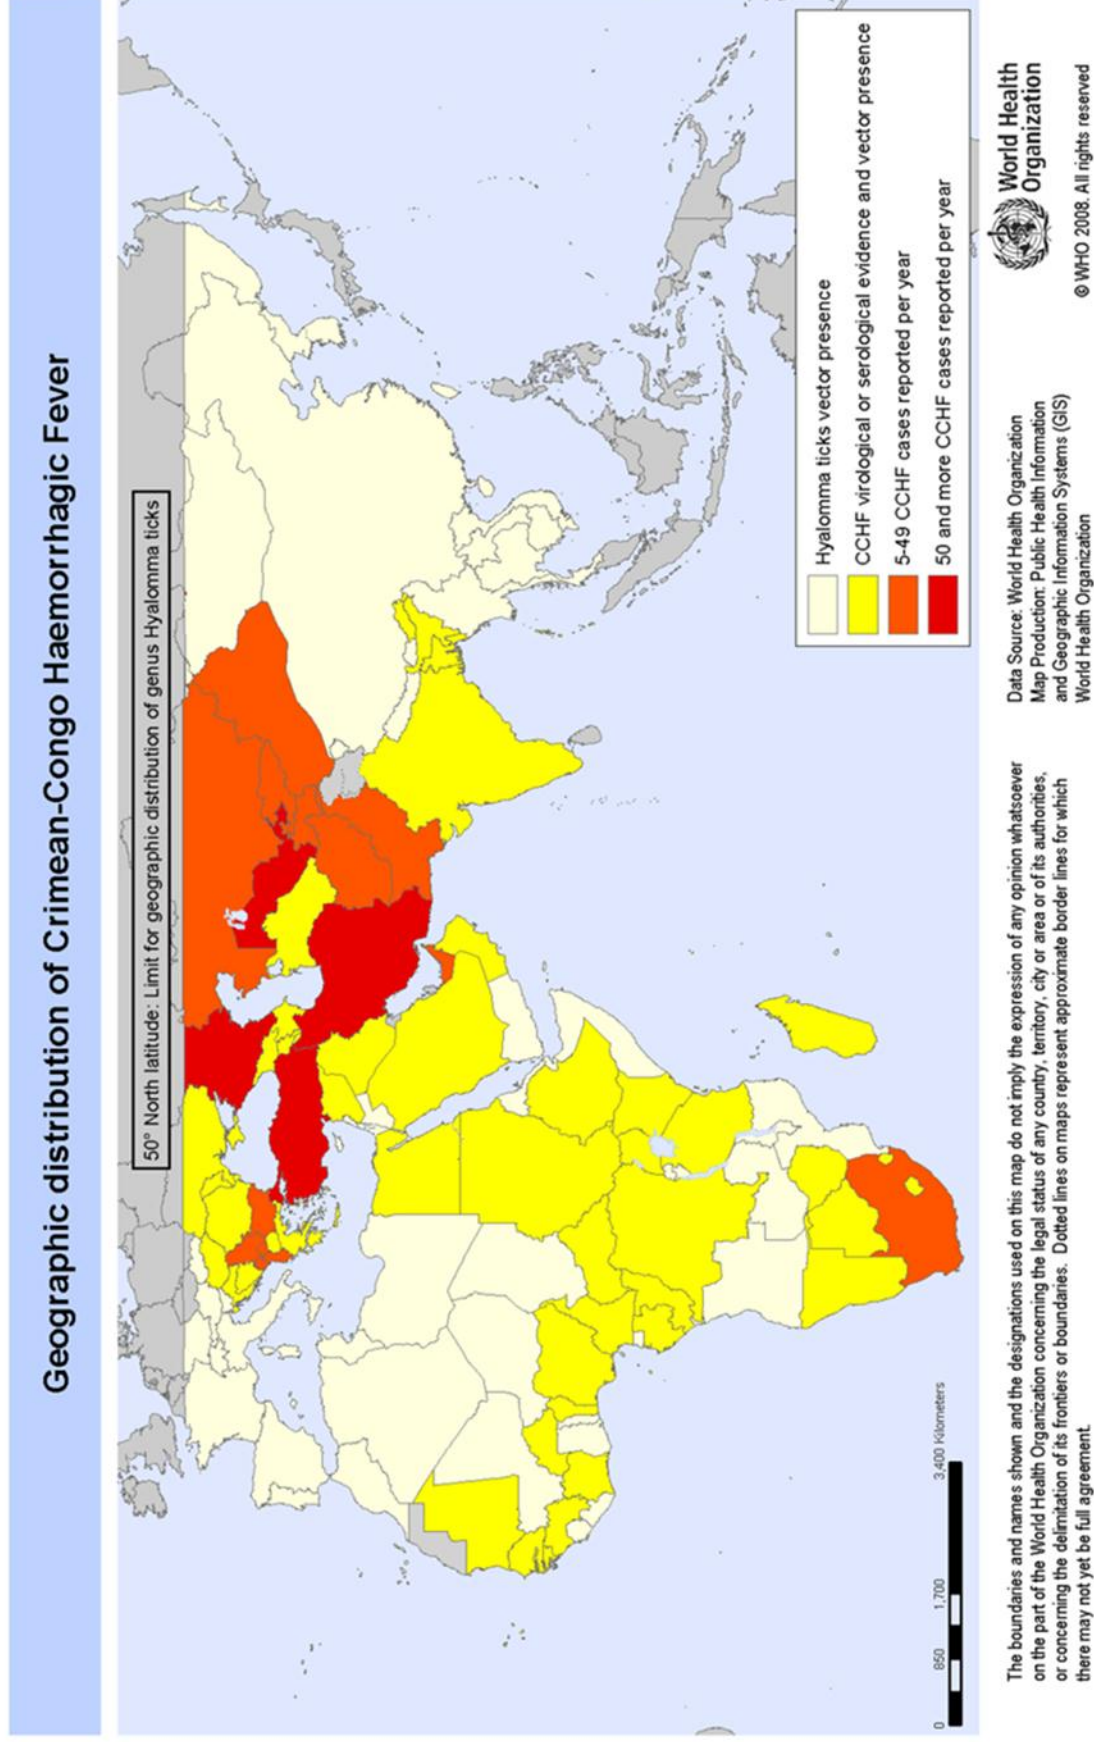 Geographic distribution of Crimean-Congo Haemorrhagic Fever
50° North latitude: Limit for geographic distribution of genus Hyalomma ticks
Hyalomma ticks vector presence
CCHF virological or serological evidence and vector presence
5-49 CCHF cases reported per year
50 and more CCHF cases reported per year
0 850 1,700 3,400 Kilometers
The boundaries and names shown and the designations used on this map do not imply the expression of any opinion whatsoever
on the part of the World Health Organization concerning the legal status of any country, territory, city or area or of its authorities,
or concerning the delimitation of its frontiers or boundaries. Dotted lines on maps represent approximate border lines for which
there may not yet be full agreement.
Data Source: World Health Organization
Map Production: Public Health Information
and Geographic Information Systems (GIS)
World Health Organization
World Health
Organization
© WHO 2008. All rights reserved